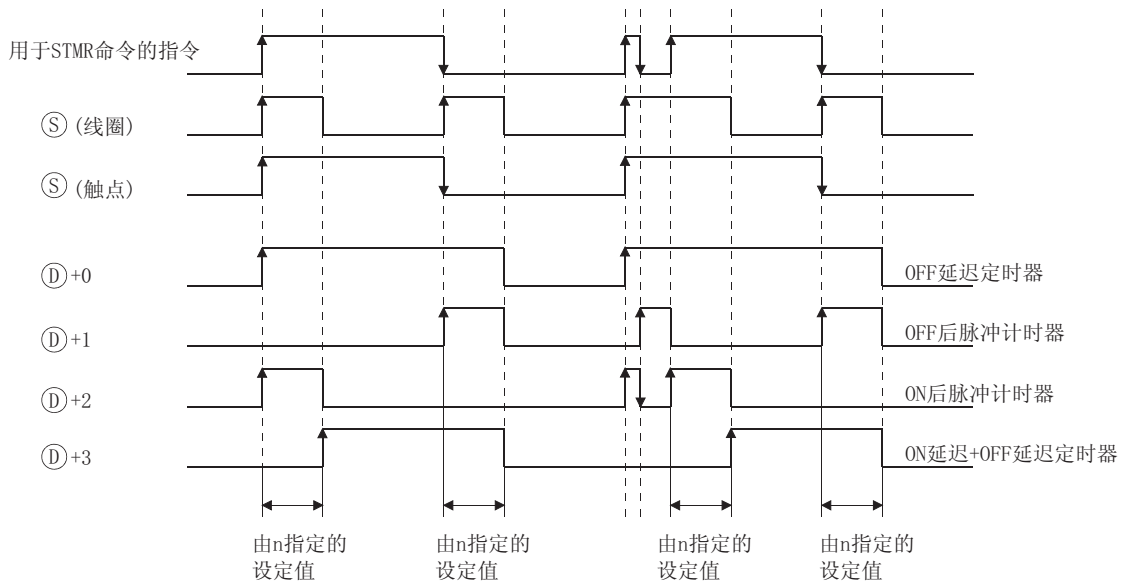 用于STMR命令的指令
Ⓢ(线圈)
Ⓢ(触点)
Ⓓ+0
OFF延迟定时器
Ⓓ+1
OFF后脉冲计时器
Ⓓ+2
ON后脉冲计时器
Ⓓ+3
ON延迟+OFF延迟定时器
由n指定的
设定值
由n指定的
设定值
由n指定的
设定值
由n指定的
设定值